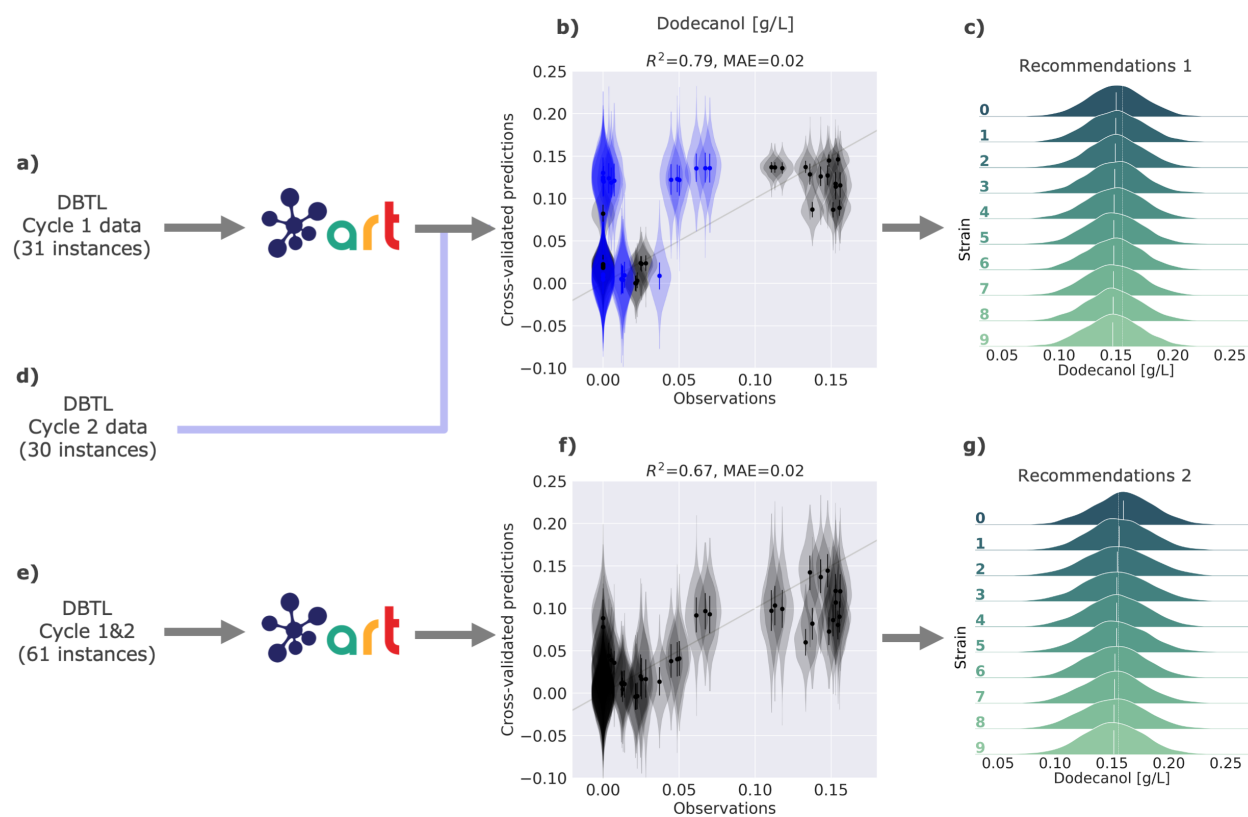 a)
DBTL
Cycle 1 data
(31 instances)
art
b)
Dodecanol [g/L]
R²=0.79, MAE=0.02
Cross-validated predictions
0.25
0.20
0.15
0.10
0.05
0.00
−0.05
−0.10
0.00
0.05
0.10
0.15
Observations
c)
Recommendations 1
Strain
0
1
2
3
4
5
6
7
8
9
0.05
0.10
0.15
0.20
0.25
Dodecanol [g/L]
d)
DBTL
Cycle 2 data
(30 instances)
e)
DBTL
Cycle 1&2
(61 instances)
art
f)
R²=0.67, MAE=0.02
Cross-validated predictions
0.25
0.20
0.15
0.10
0.05
0.00
−0.05
−0.10
0.00
0.05
0.10
0.15
Observations
g)
Recommendations 2
Strain
0
1
2
3
4
5
6
7
8
9
0.05
0.10
0.15
0.20
0.25
Dodecanol [g/L]